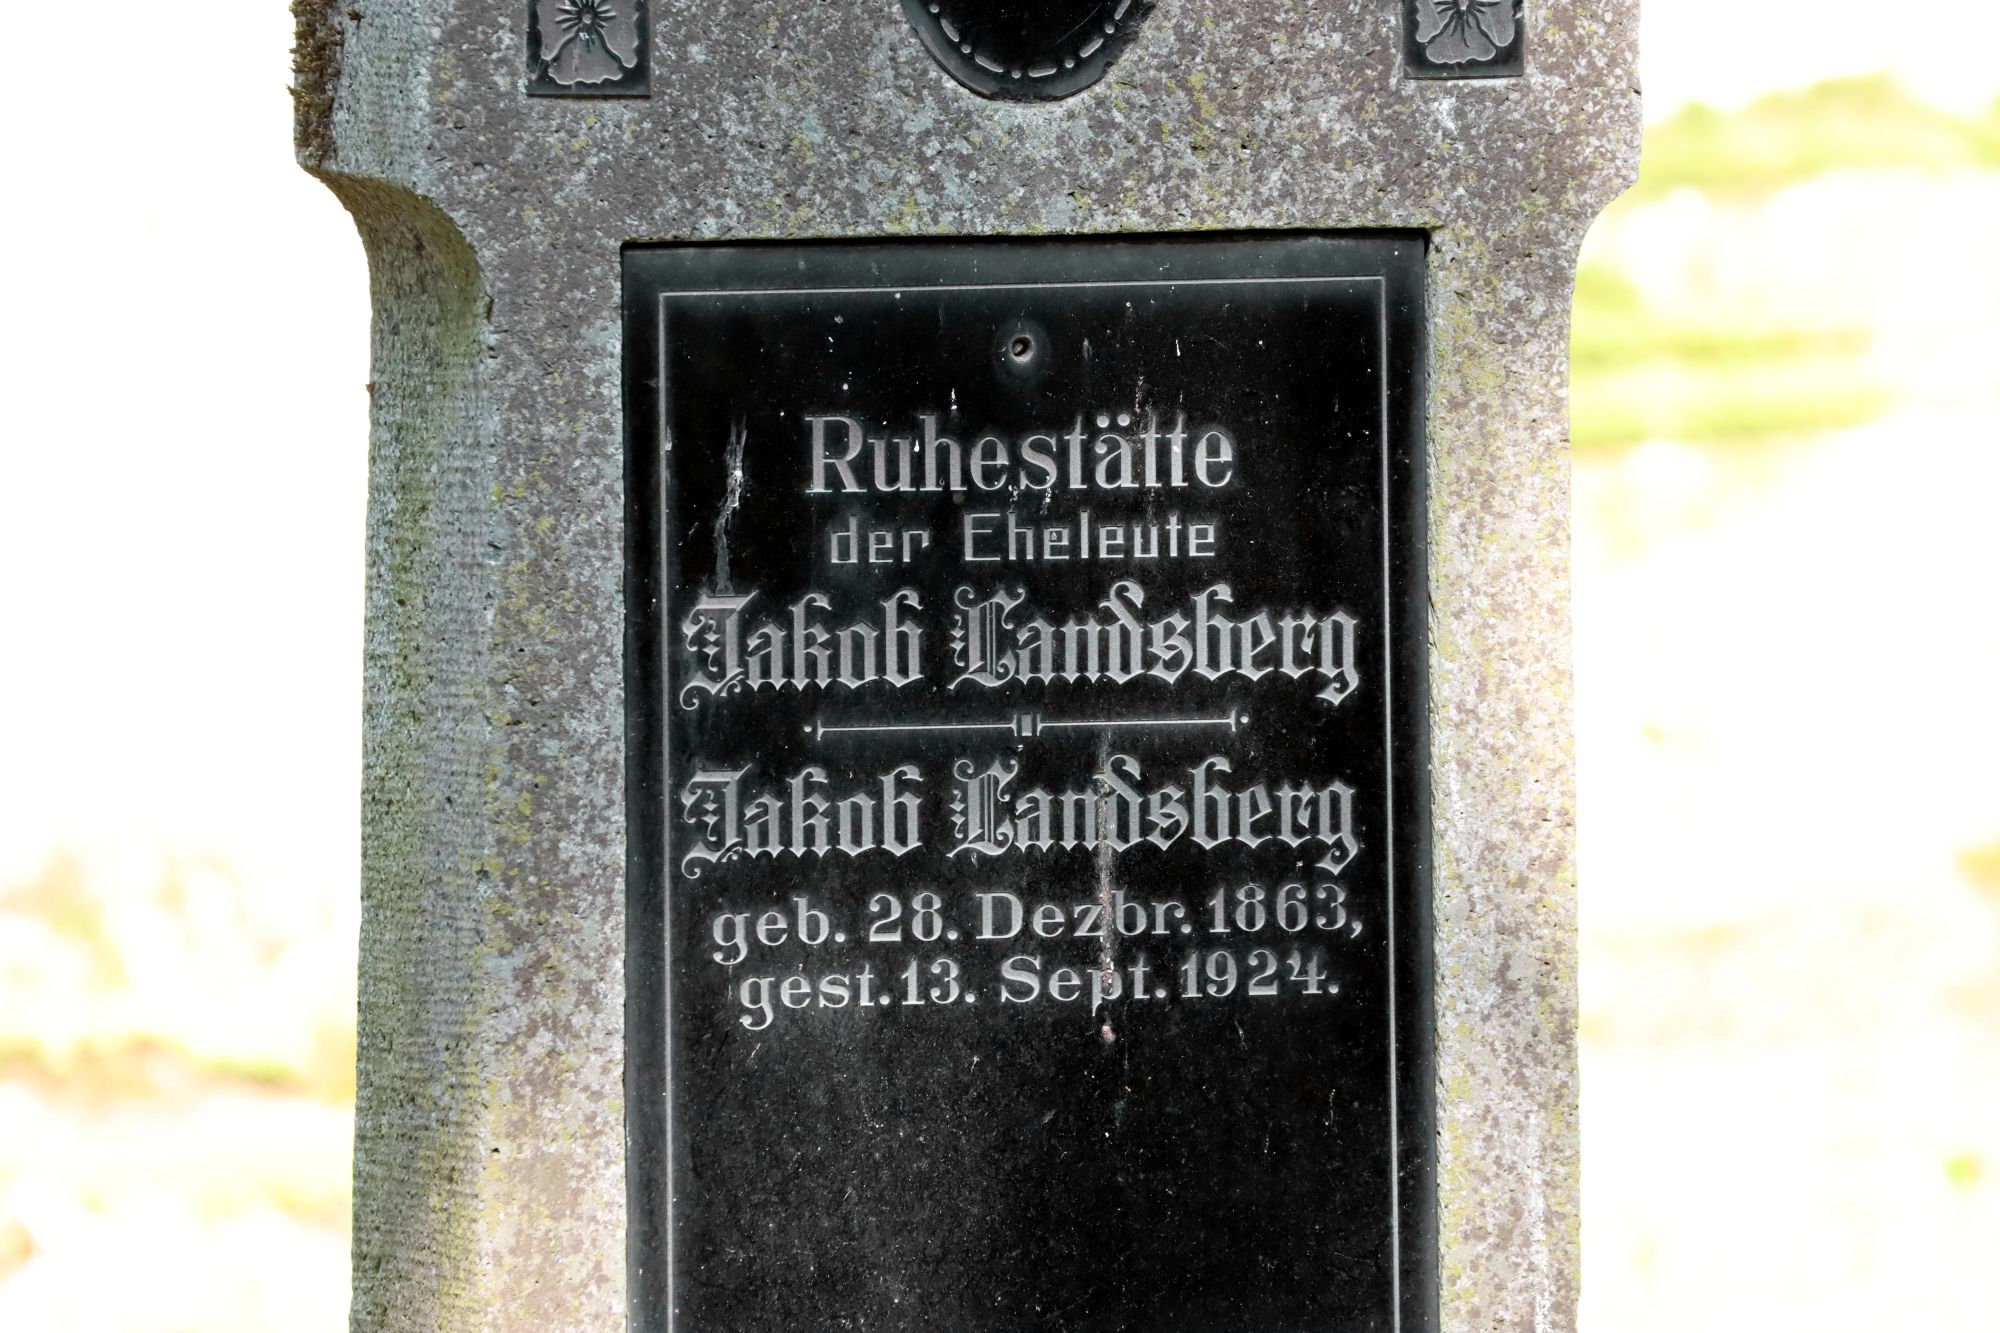 Ruhestätte
der Eheleute
Jakob Landsberg
Jakob Landsberg
geb. 28. Dezbr. 1863,
gest. 13. Sept. 1924.